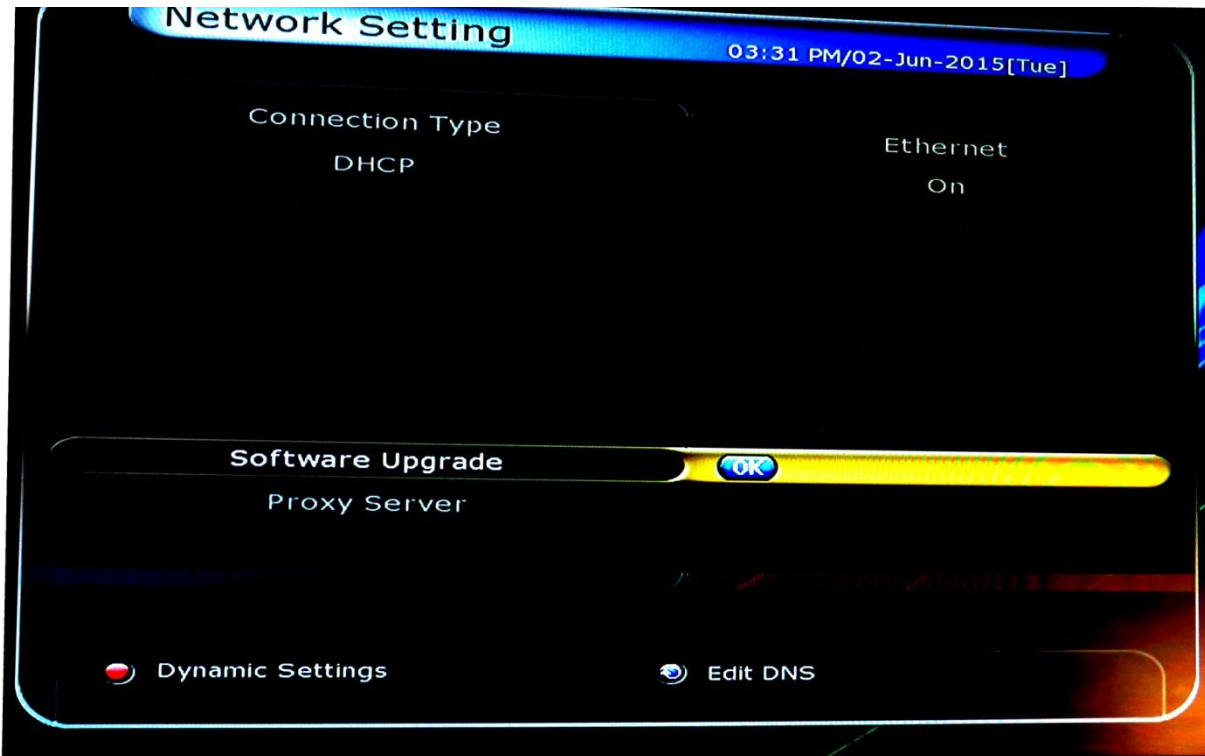 Network Setting
03:31 PM/02-Jun-2015[Tue]
Connection Type
Ethernet
DHCP
On
Software Upgrade
OK
Proxy Server
Dynamic Settings
Edit DNS